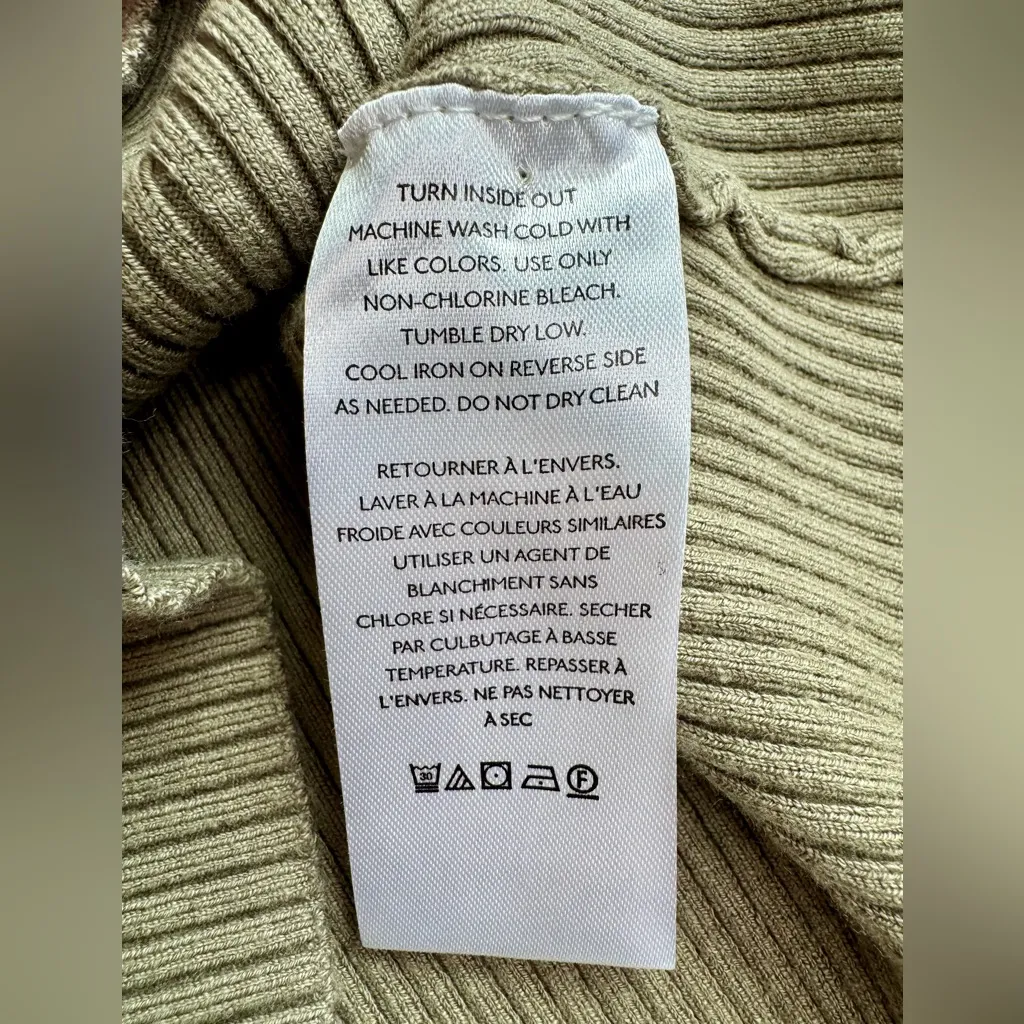 TURN INSIDE OUT
MACHINE WASH COLD WITH
LIKE COLORS. USE ONLY
NON-CHLORINE BLEACH.
TUMBLE DRY LOW.
COOL IRON ON REVERSE SIDE
AS NEEDED. DO NOT DRY CLEAN
RETOURNER À L'ENVERS.
LAVER À LA MACHINE À L'EAU
FROIDE AVEC COULEURS SIMILAIRES
UTILISER UN AGENT DE
BLANCHIMENT SANS
CHLORE SI NÉCESSAIRE. SECHER
PAR CULBUTAGE À BASSE
TEMPERATURE. REPASSER À
L'ENVERS. NE PAS NETTOYER
À SEC
30 F